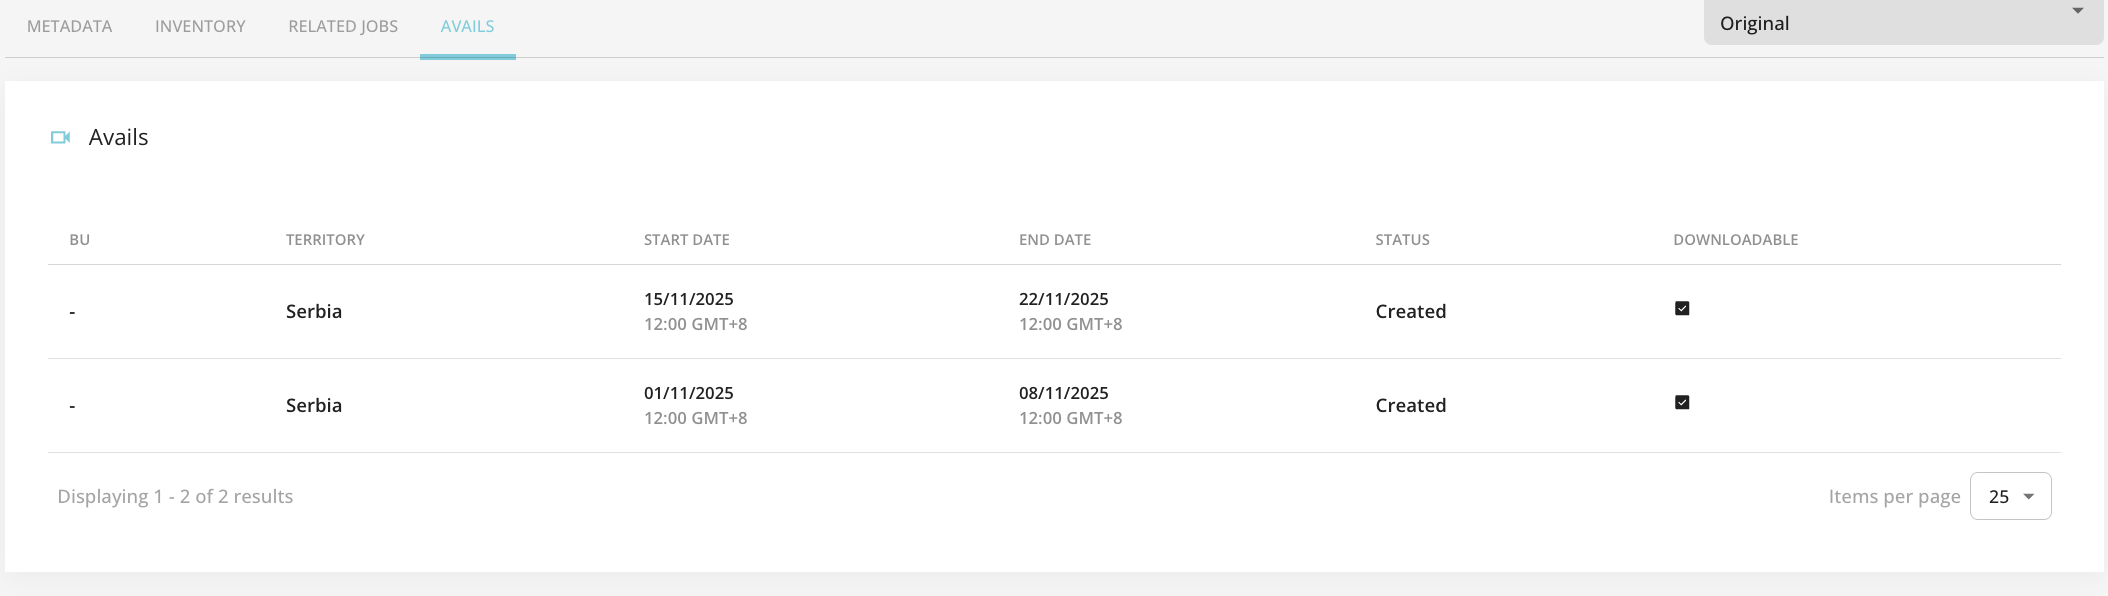 METADATA INVENTORY RELATED JOBS AVAILS Original
Avails
BU TERRITORY START DATE END DATE STATUS DOWNLOADABLE
- Serbia 15/11/2025 22/11/2025 Created
12:00 GMT+8 12:00 GMT+8
- Serbia 01/11/2025 08/11/2025 Created
12:00 GMT+8 12:00 GMT+8
Displaying 1 - 2 of 2 results Items per page 25